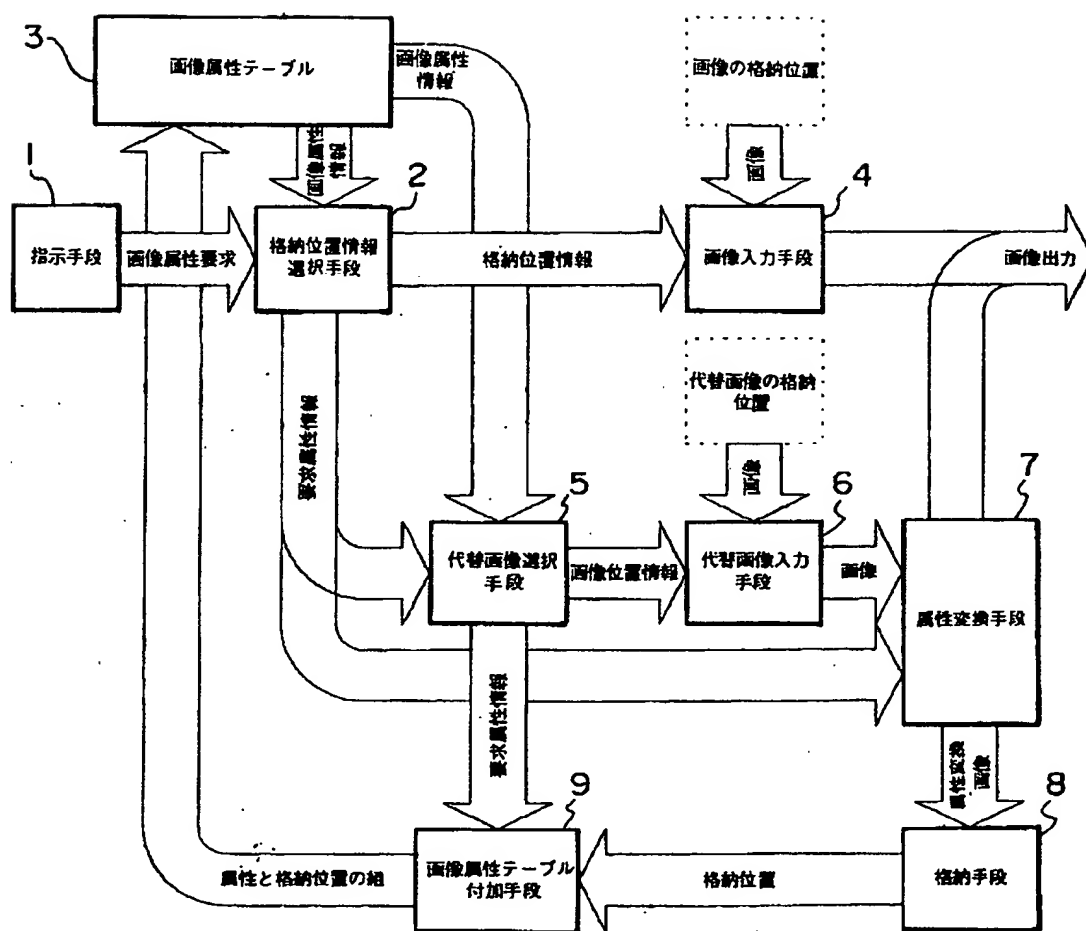 3
画像属性テーブル
画像属性
情報
画像の格納位置
画像属性
情報
画像
1
2
4
指示手段
画像属性要求
格納位置情報
選択手段
格納位置情報
画像入力手段
画像出力
代替画像の格納
位置
要求属性情報
画像
5
6
7
代替画像選択
手段
画像位置情報
代替画像入力
手段
画像
属性変換手段
要求属性情報
属性変換
画像
9
8
属性と格納位置の組
画像属性テーブル
付加手段
格納位置
格納手段